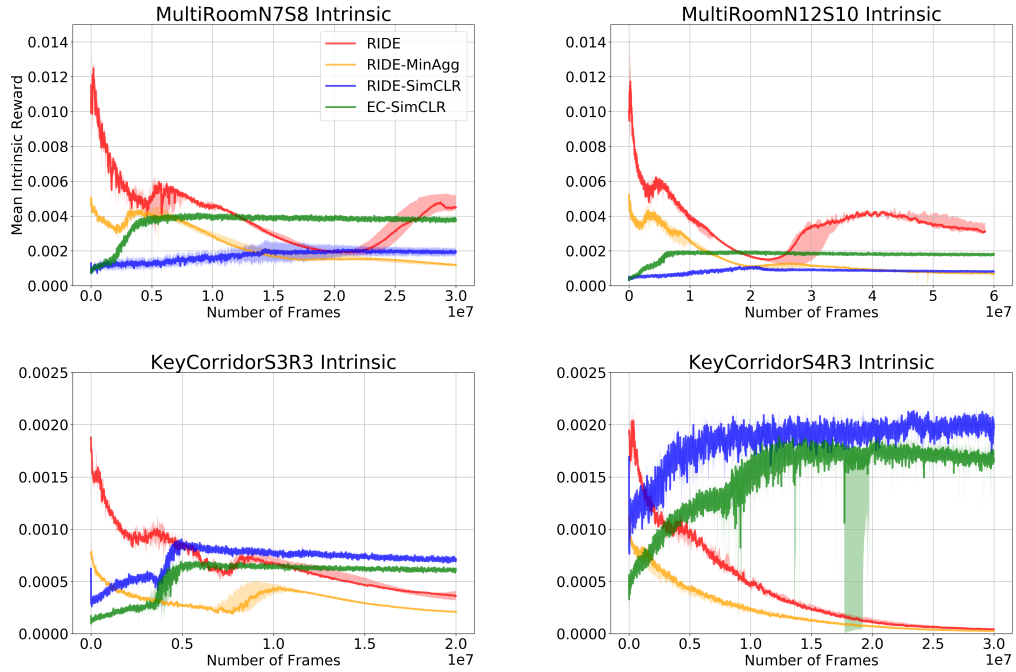 MultiRoomN7S8 Intrinsic
Mean Intrinsic Reward
0.014
0.012
0.010
0.008
0.006
0.004
0.002
0.000
RIDE
RIDE-MinAgg
RIDE-SimCLR
EC-SimCLR
0.0 0.5 1.0 1.5 2.0 2.5 3.0
Number of Frames
1e7
MultiRoomN12S10 Intrinsic
0.014
0.012
0.010
0.008
0.006
0.004
0.002
0.000
0 1 2 3 4 5 6
Number of Frames
1e7
KeyCorridorS3R3 Intrinsic
0.0025
0.0020
0.0015
0.0010
0.0005
0.0000
0.0 0.5 1.0 1.5 2.0
Number of Frames
1e7
KeyCorridorS4R3 Intrinsic
0.0025
0.0020
0.0015
0.0010
0.0005
0.0000
0.0 0.5 1.0 1.5 2.0 2.5 3.0
Number of Frames
1e7